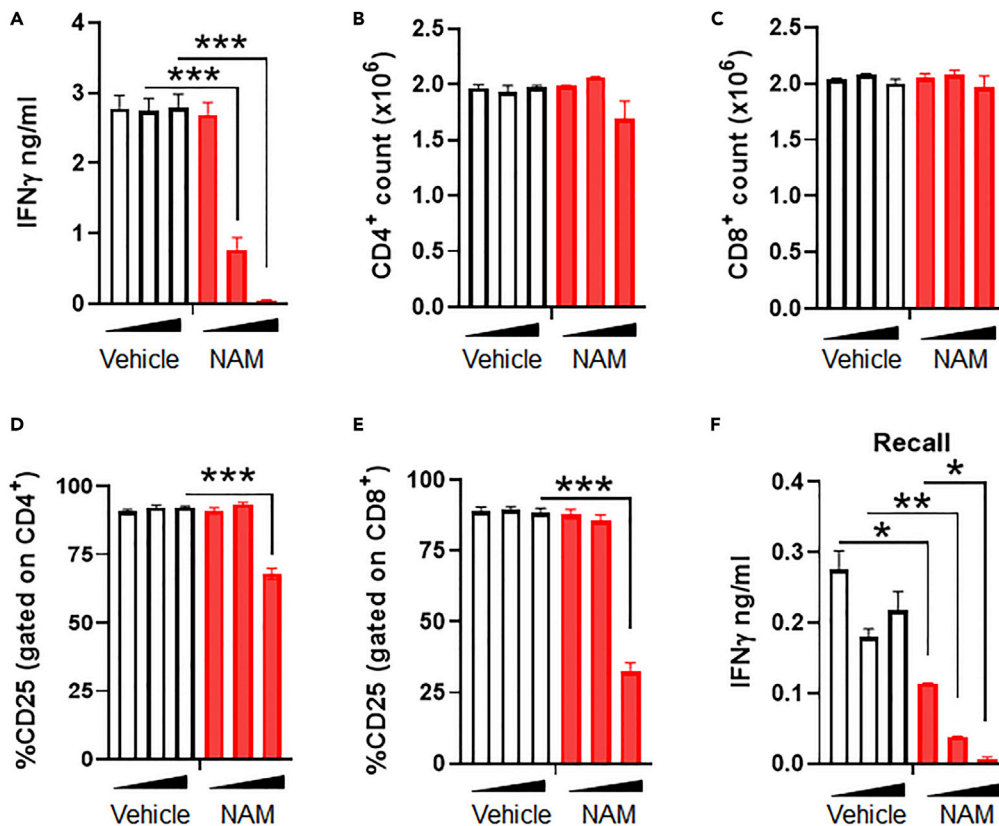 A
IFNγ ng/ml
4
3
2
1
0
***
***
Vehicle NAM
B
CD4+ count (x10^6)
2.5
2.0
1.5
1.0
0.5
0.0
Vehicle NAM
C
CD8+ count (x10^6)
2.5
2.0
1.5
1.0
0.5
0.0
Vehicle NAM
D
%CD25 (gated on CD4+)
100
75
50
25
0
***
Vehicle NAM
E
%CD25 (gated on CD8+)
100
75
50
25
0
***
Vehicle NAM
F
Recall
IFNγ ng/ml
0.4
0.3
0.2
0.1
0.0
*
**
*
Vehicle NAM